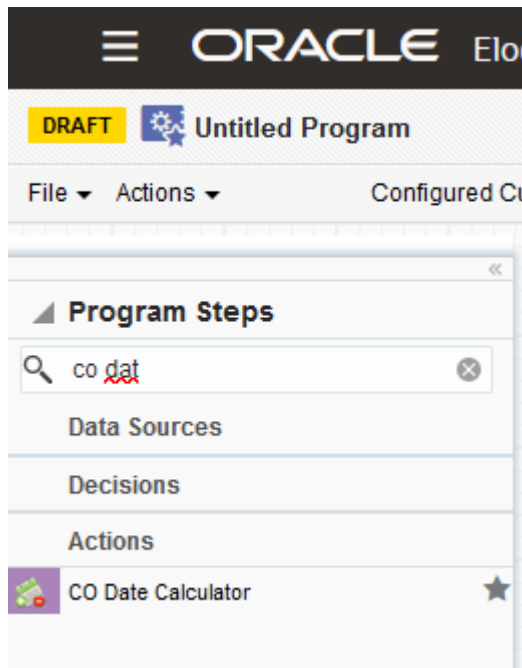 ORACLE Elo
DRAFT Untitled Program
File Actions Configured Cu
Program Steps
co dat
Data Sources
Decisions
Actions
CO Date Calculator